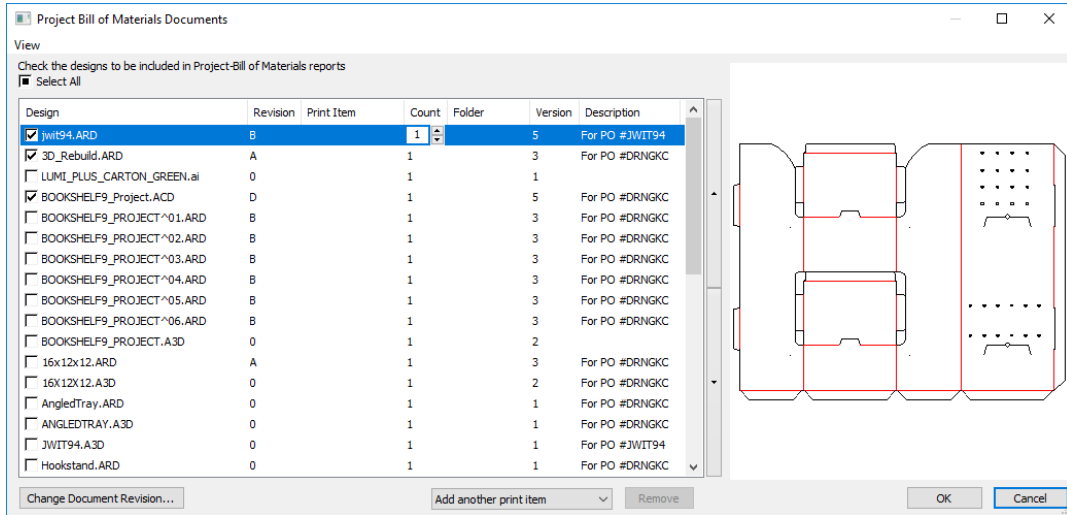 Project Bill of Materials Documents
View
Check the designs to be included in Project-Bill of Materials reports
Select All
Design Revision Print Item Count Folder Version Description
jwit94.ARD B 1 5 For PO #JWIT94
3D_Rebuild.ARD A 1 3 For PO #DRNGKC
LUMI_PLUS_CARTON_GREEN.ai 0 1 1
BOOKSHELF9_Project.ACD D 1 5 For PO #DRNGKC
BOOKSHELF9_PROJECT^01.ARD B 1 3 For PO #DRNGKC
BOOKSHELF9_PROJECT^02.ARD B 1 3 For PO #DRNGKC
BOOKSHELF9_PROJECT^03.ARD B 1 3 For PO #DRNGKC
BOOKSHELF9_PROJECT^04.ARD B 1 3 For PO #DRNGKC
BOOKSHELF9_PROJECT^05.ARD B 1 3 For PO #DRNGKC
BOOKSHELF9_PROJECT^06.ARD B 1 3 For PO #DRNGKC
BOOKSHELF9_PROJECT.A3D 0 1 2
16x12x12.ARD A 1 3 For PO #DRNGKC
16X12X12.A3D 0 1 2 For PO #DRNGKC
AngledTray.ARD 0 1 1 For PO #DRNGKC
ANGLEDTRAY.A3D 0 1 1 For PO #DRNGKC
JWIT94.A3D 0 1 1 For PO #JWIT94
Hookstand.ARD 0 1 1 For PO #DRNGKC
Change Document Revision... Add another print item Remove OK Cancel